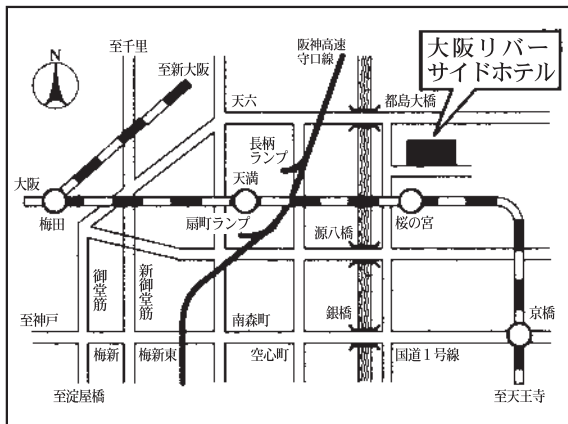 至千里
阪神高速
守口線
大阪リバー
サイドホテル
N
至新大阪
天六
都島大橋
長柄
ランプ
大阪
天満
梅田
扇町ランプ
源八橋
桜の宮
御堂筋
新御堂筋
至神戸
南森町
銀橋
京橋
梅新
梅新東
空心町
国道1号線
至淀屋橋
至天王寺